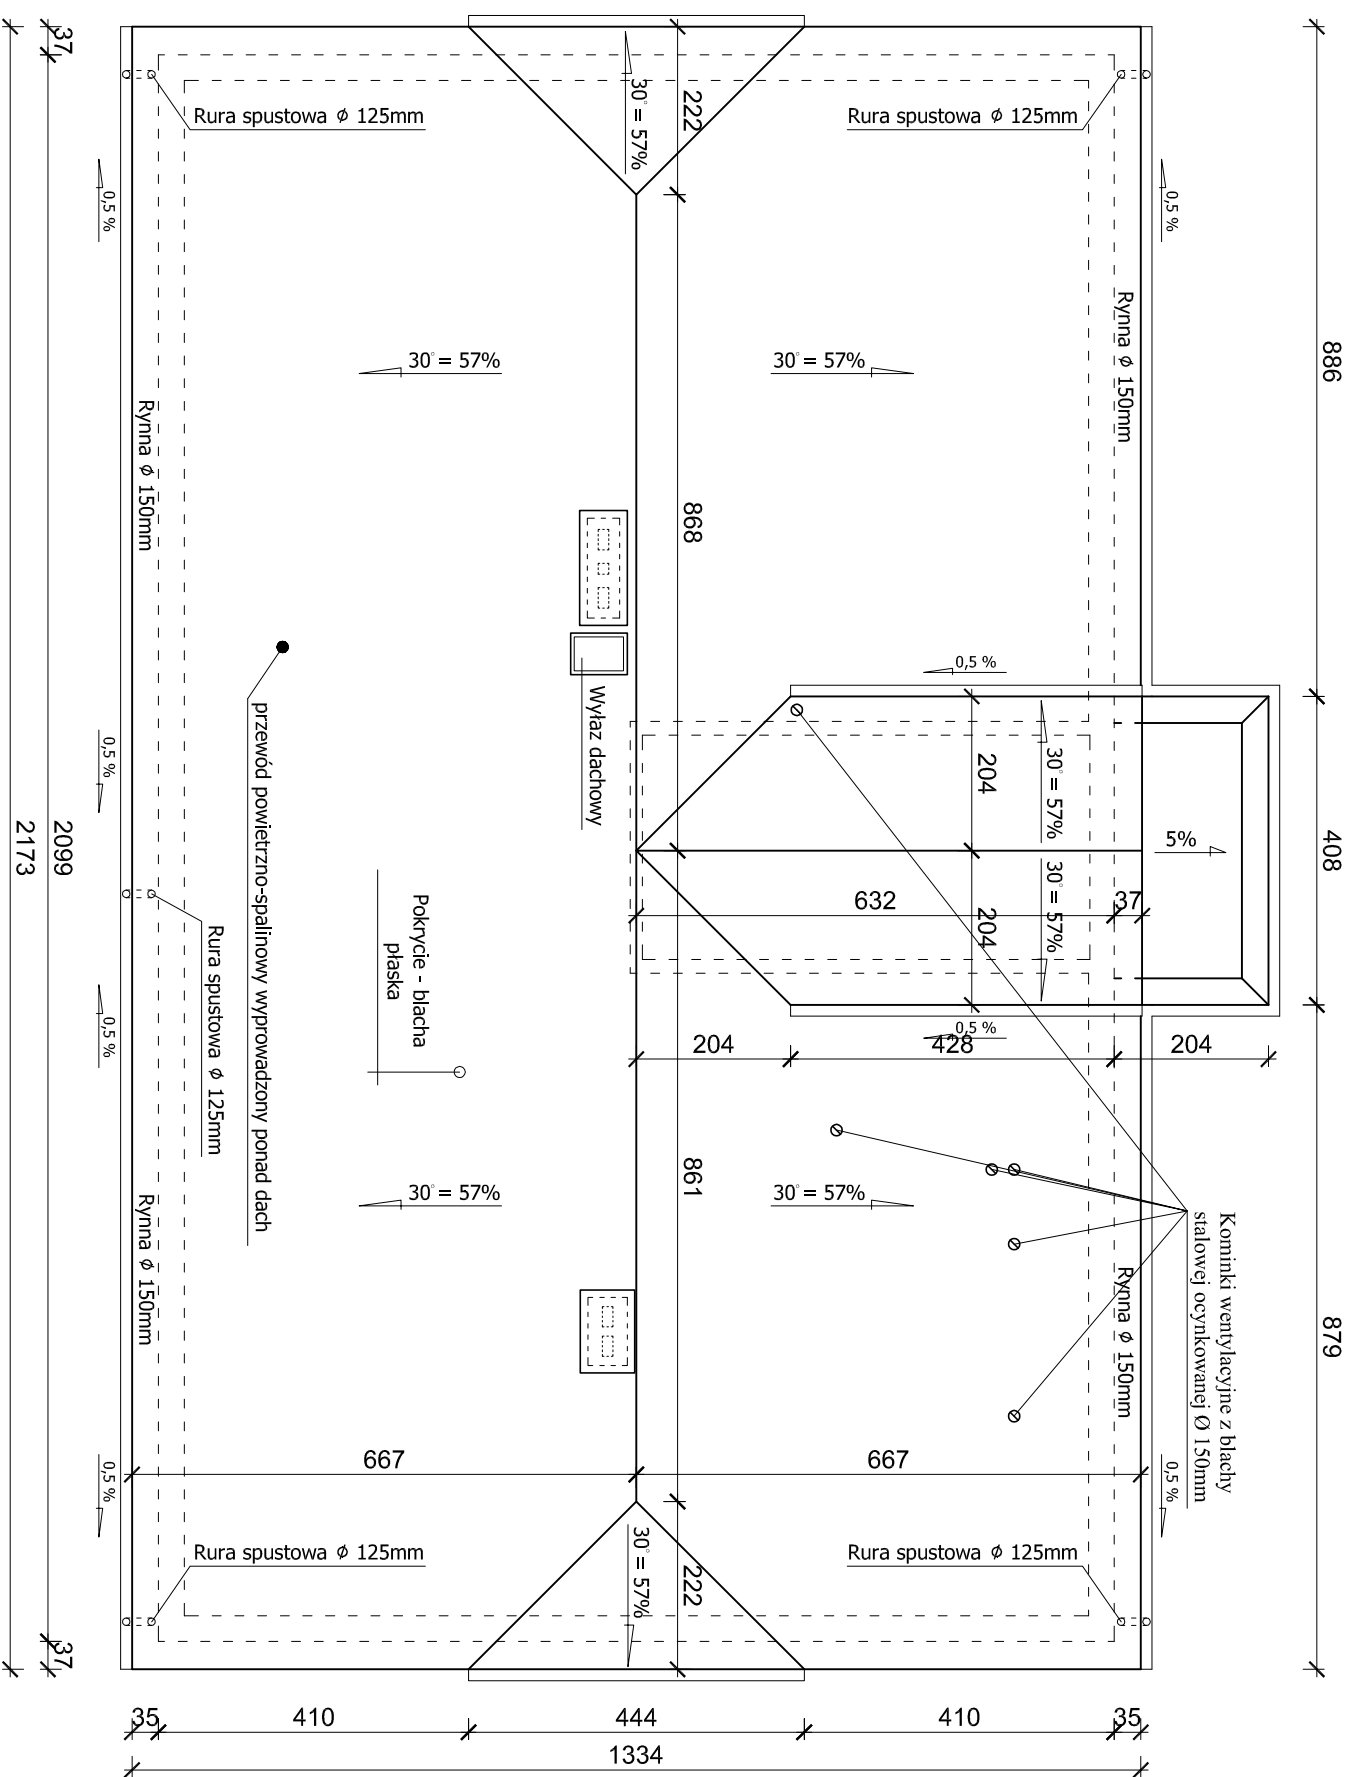 37
Rura spustowa ϕ 125mm
30°= 57%
222
Rura spustowa ϕ 125mm
0,5 %
0,5 %
Rynna ϕ 150mm
886
30°= 57%
30°= 57%
Rynna ϕ 150mm
868
0,5 %
Wyłaz dachowy
204
30°= 57%
0,5 %
przewód powietrzno-spalinowy wyprowadzony ponad dach
2173
2099
5%
408
632
37
30°= 57%
204
Pokrycie - blacha
płaska
Rura spustowa ϕ 125mm
0,5 %
0,5 %
204
428
204
861
30°= 57%
30°= 57%
Rynna ϕ 150mm
Rynna ϕ 150mm
Kominki wentylacyjne z blachy
stalowej ocynkowanej Ø 150mm
879
667
667
0,5 %
0,5 %
Rura spustowa ϕ 125mm
30°= 57%
222
Rura spustowa ϕ 125mm
37
35
410
444
410
35
1334